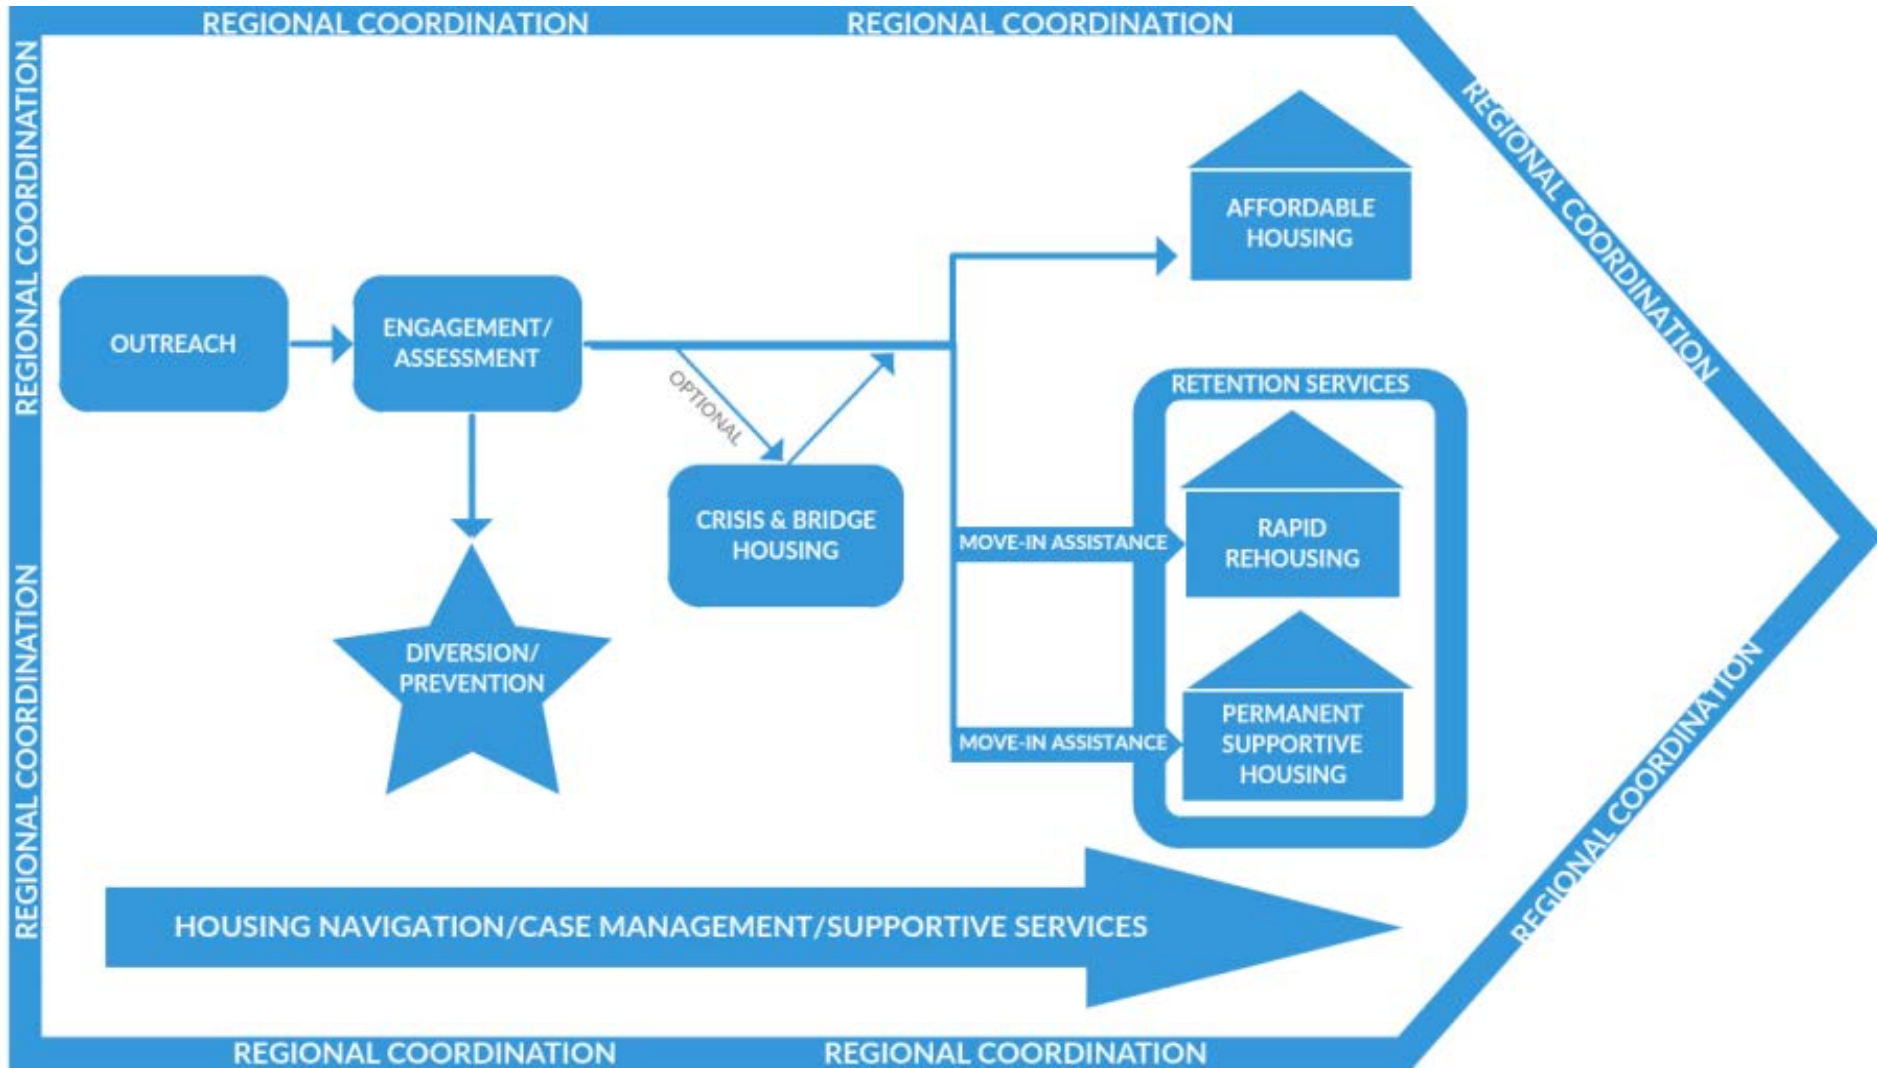 REGIONAL COORDINATION
REGIONAL COORDINATION
REGIONAL COORDINATION
REGIONAL COORDINATION
REGIONAL COORDINATION
REGIONAL COORDINATION
OUTREACH
ENGAGEMENT/
ASSESSMENT
DIVERSION/
PREVENTION
OPTIONAL
CRISIS & BRIDGE
HOUSING
AFFORDABLE
HOUSING
RETENTION SERVICES
MOVE-IN ASSISTANCE
RAPID
REHOUSING
MOVE-IN ASSISTANCE
PERMANENT
SUPPORTIVE
HOUSING
HOUSING NAVIGATION/CASE MANAGEMENT/SUPPORTIVE SERVICES
REGIONAL COORDINATION
REGIONAL COORDINATION